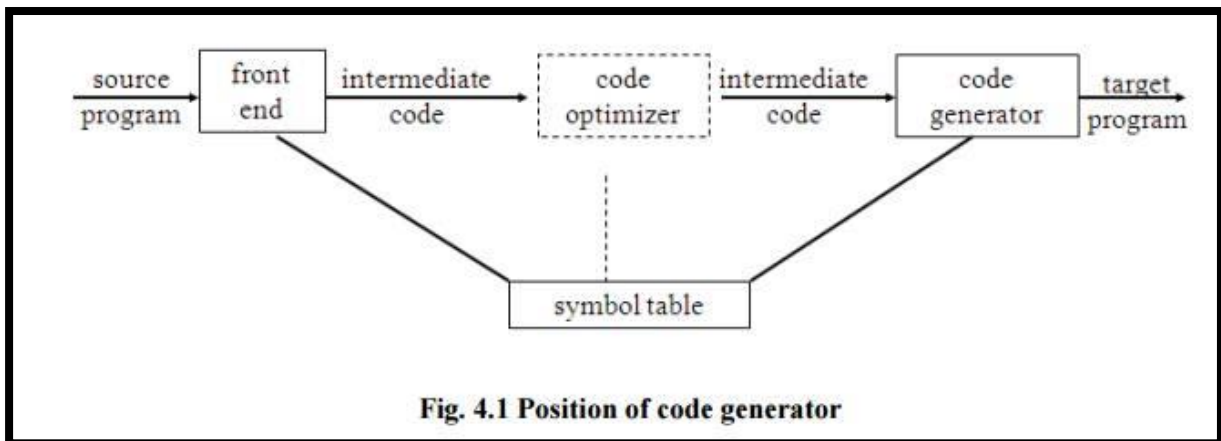 source
program
front
end
intermediate
code
code
optimizer
intermediate
code
code
generator
target
program
symbol table
Fig. 4.1 Position of code generator